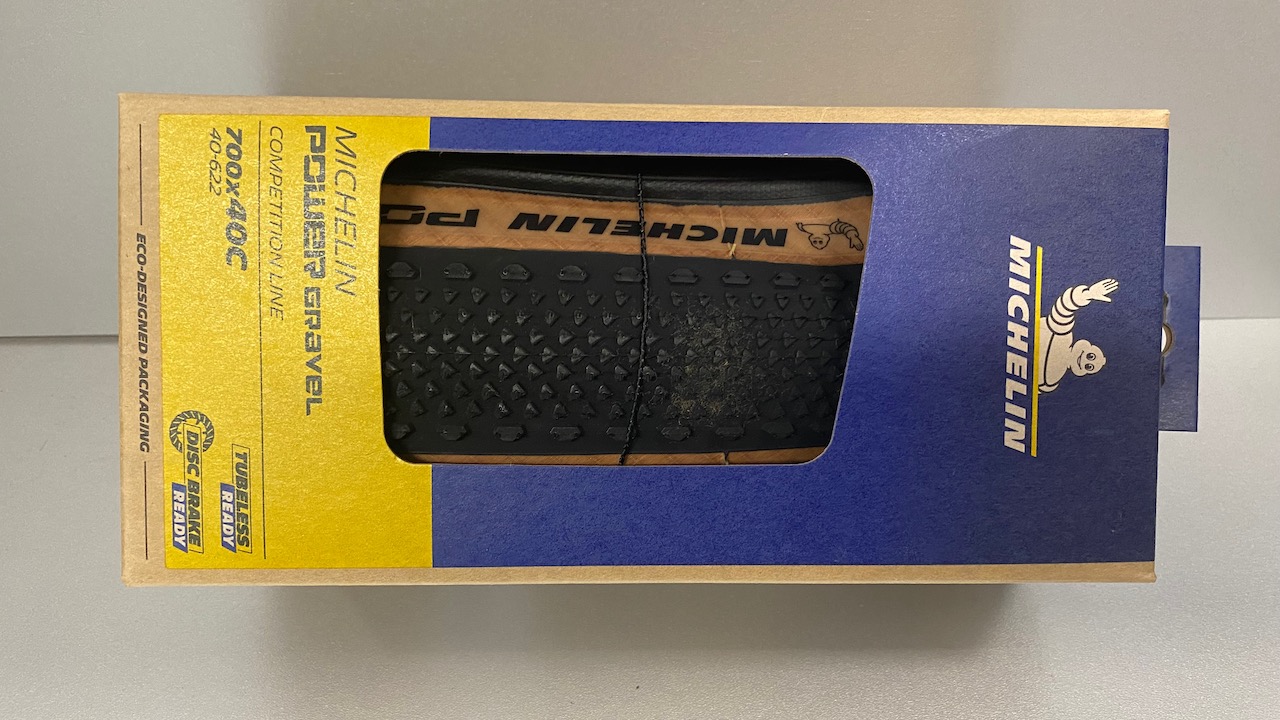 MICHELIN
MICHELIN PO
MICHELIN
POWER GRAVEL
COMPETITION LINE
700x40C
40-622
TUBELESS
READY
DISC BRAKE
READY
ECO-DESIGNED PACKAGING